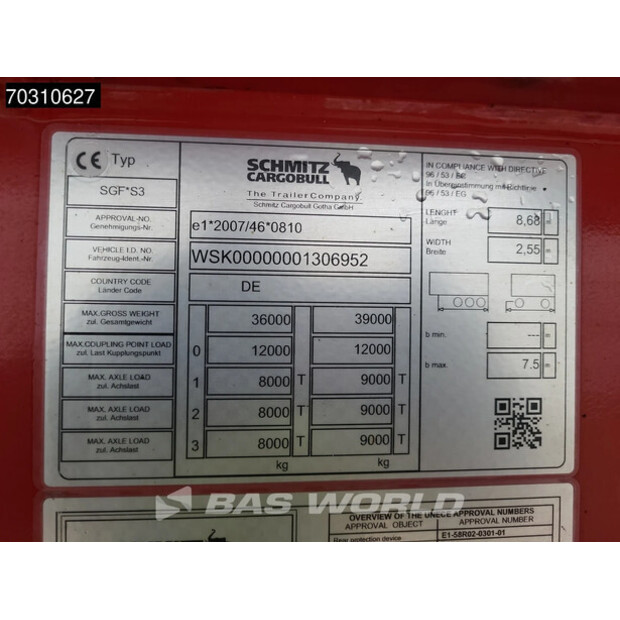 70310627
CE Typ
SGF*S3
SCHMITZ
CARGOBULL
The Trailer Company.
Schmitz Cargobull Gotha GmbH
IN COMPLIANCE WITH DIRECTIVE
96 / 53 / EC
In Übereinstimmung mit Richtlinie
96 / 53 / EG
APPROVAL-NO.
Genehmigungs-Nr.
e1*2007/46*0810
LENGHT
Länge
8,68 m
VEHICLE I.D. NO.
Fahrzeug-Ident.-Nr.
WSK00000001306952
WIDTH
Breite
2,55 m
COUNTRY CODE
Länder Code
DE
MAX.GROSS WEIGHT
zul. Gesamtgewicht
36000 39000
MAX.COUPLING POINT LOAD
zul. Last Kupplungspunkt
0 12000 12000
b min. --- m
MAX. AXLE LOAD
zul. Achslast
1 8000 T 9000 T
b max. 7.5 m
MAX. AXLE LOAD
zul. Achslast
2 8000 T 9000 T
MAX. AXLE LOAD
zul. Achslast
3 8000 T 9000 T
kg kg
BAS WORLD
OVERVIEW OF THE UNECE APPROVAL NUMBERS
APPROVAL OBJECT APPROVAL NUMBER
Rear protection device E1-58R02-0301-01
SCHMITZ